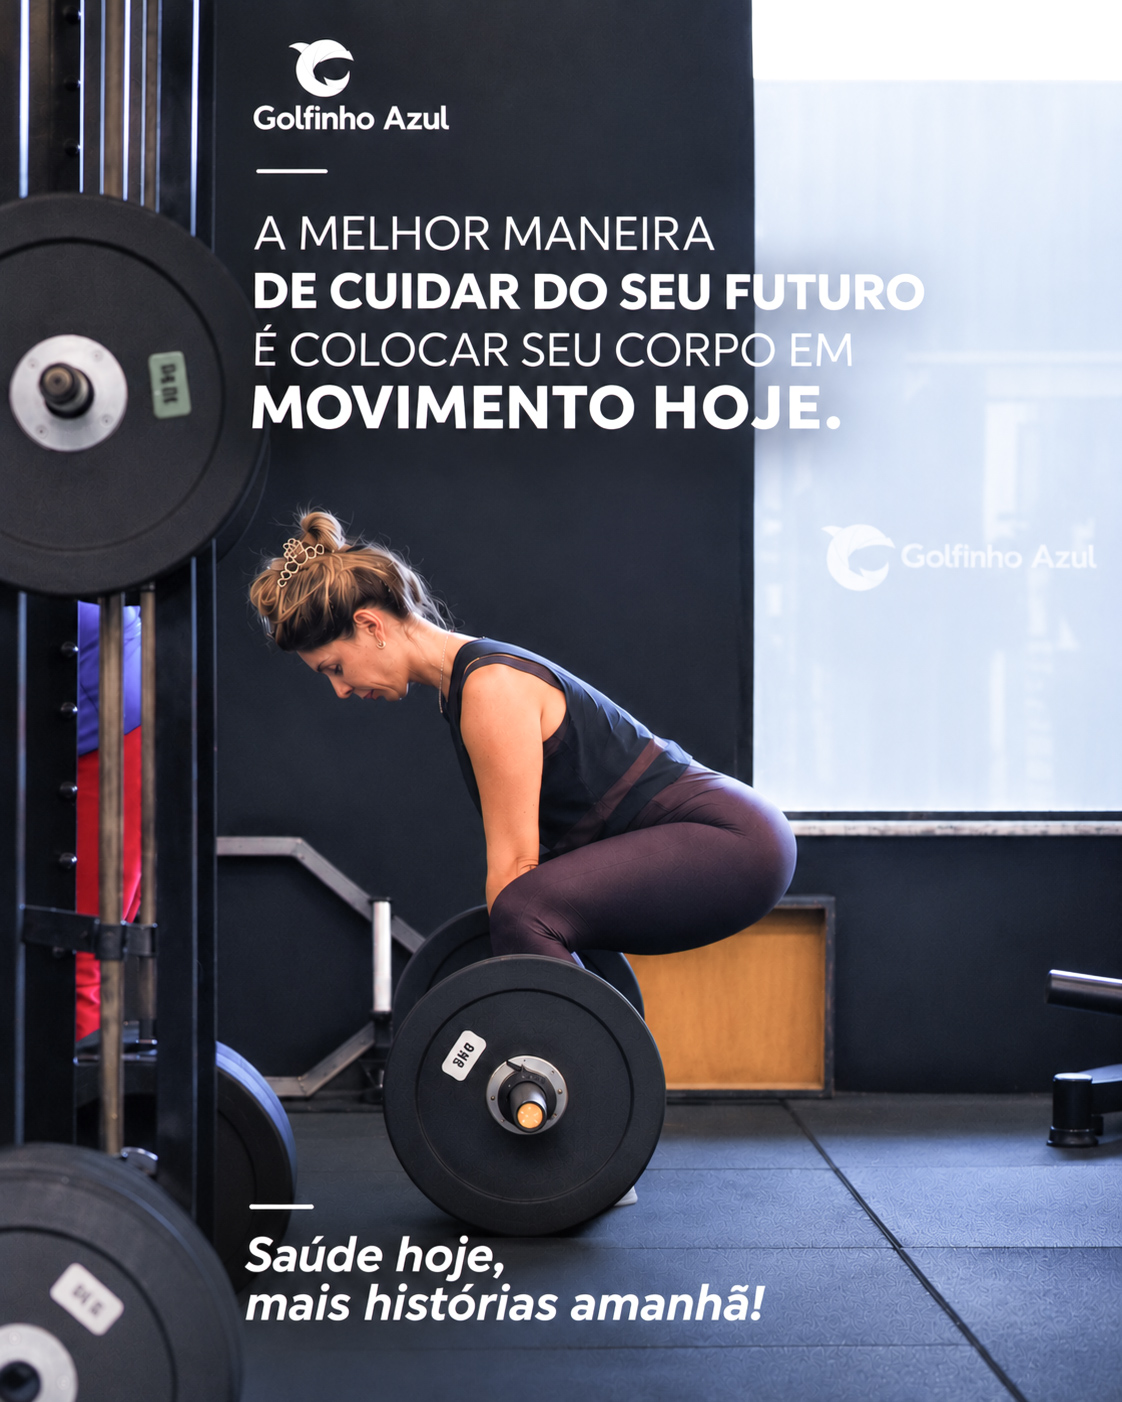 Golfinho Azul
A MELHOR MANEIRA
DE CUIDAR DO SEU FUTURO
É COLOCAR SEU CORPO EM
MOVIMENTO HOJE.
Golfinho Azul
Saúde hoje,
mais histórias amanhã!